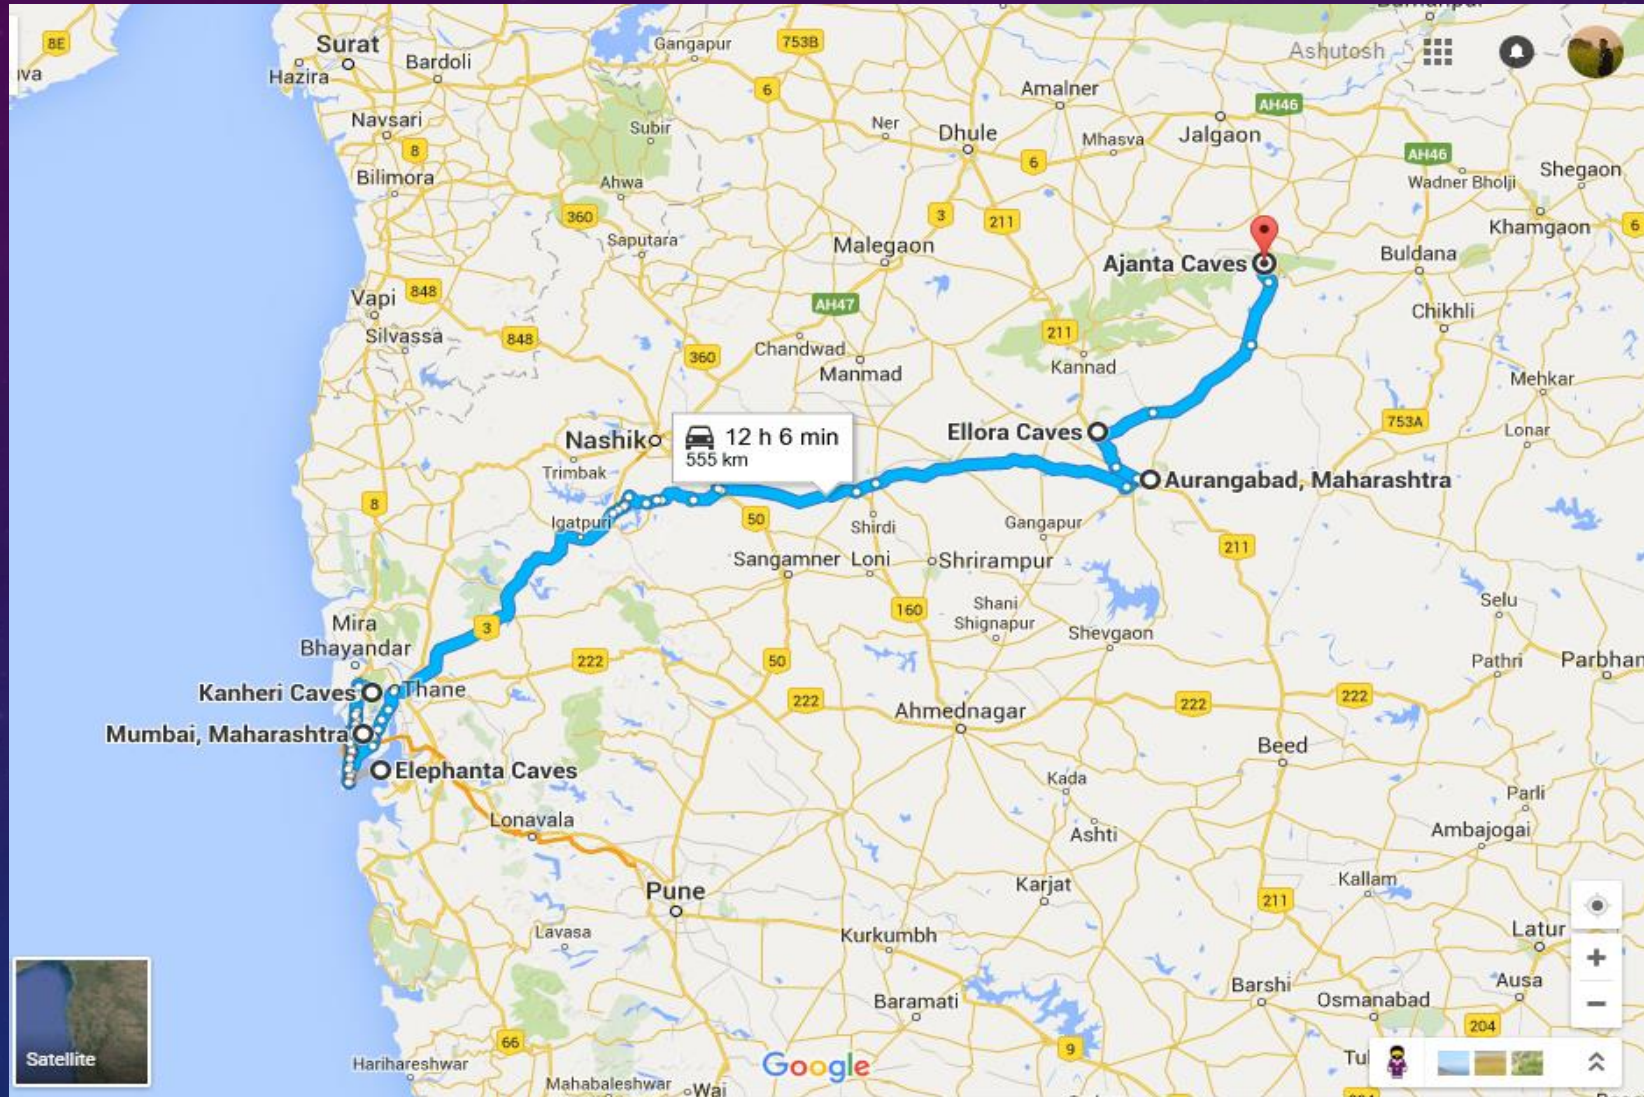 8E
Surat
Hazira
Bardoli
Gangapur
753B
Ashutosh
Navsari
8
Bilimora
Subir
6
Ner
Dhule
Amalner
AH46
Mhasva
Jalgaon
6
AH46
Wadner Bholji
Shegaon
Khamgaon
6
Ahwa
360
Saputara
3
211
Malegaon
Ajanta Caves
Buldana
Vapi
848
Silvassa
848
AH47
360
Chandwad
Manmad
211
Kannad
Chikhli
Mehkar
Nashik
Trimbak
12 h 6 min
555 km
Ellora Caves
753A
Lonar
Aurangabad, Maharashtra
8
Igatpuri
50
Shirdi
Gangapur
211
Sangamner
Loni
Shrirampur
160
Shani
Shignapur
Shevgaon
Selu
Mira
Bhayandar
3
222
50
Pathri
Parbhan
Kanheri Caves
Thane
222
Ahmednagar
222
222
Mumbai, Maharashtra
Beed
Elephanta Caves
Kada
Parli
Lonavala
Ashti
Ambajogai
Pune
Karjat
Kallam
211
Lavasa
Kurkumbh
Latur
Baramati
Barshi
Osmanabad
Ausa
204
Satellite
66
Harihareshwar
Mahabaleshwar
Wai
Google
9